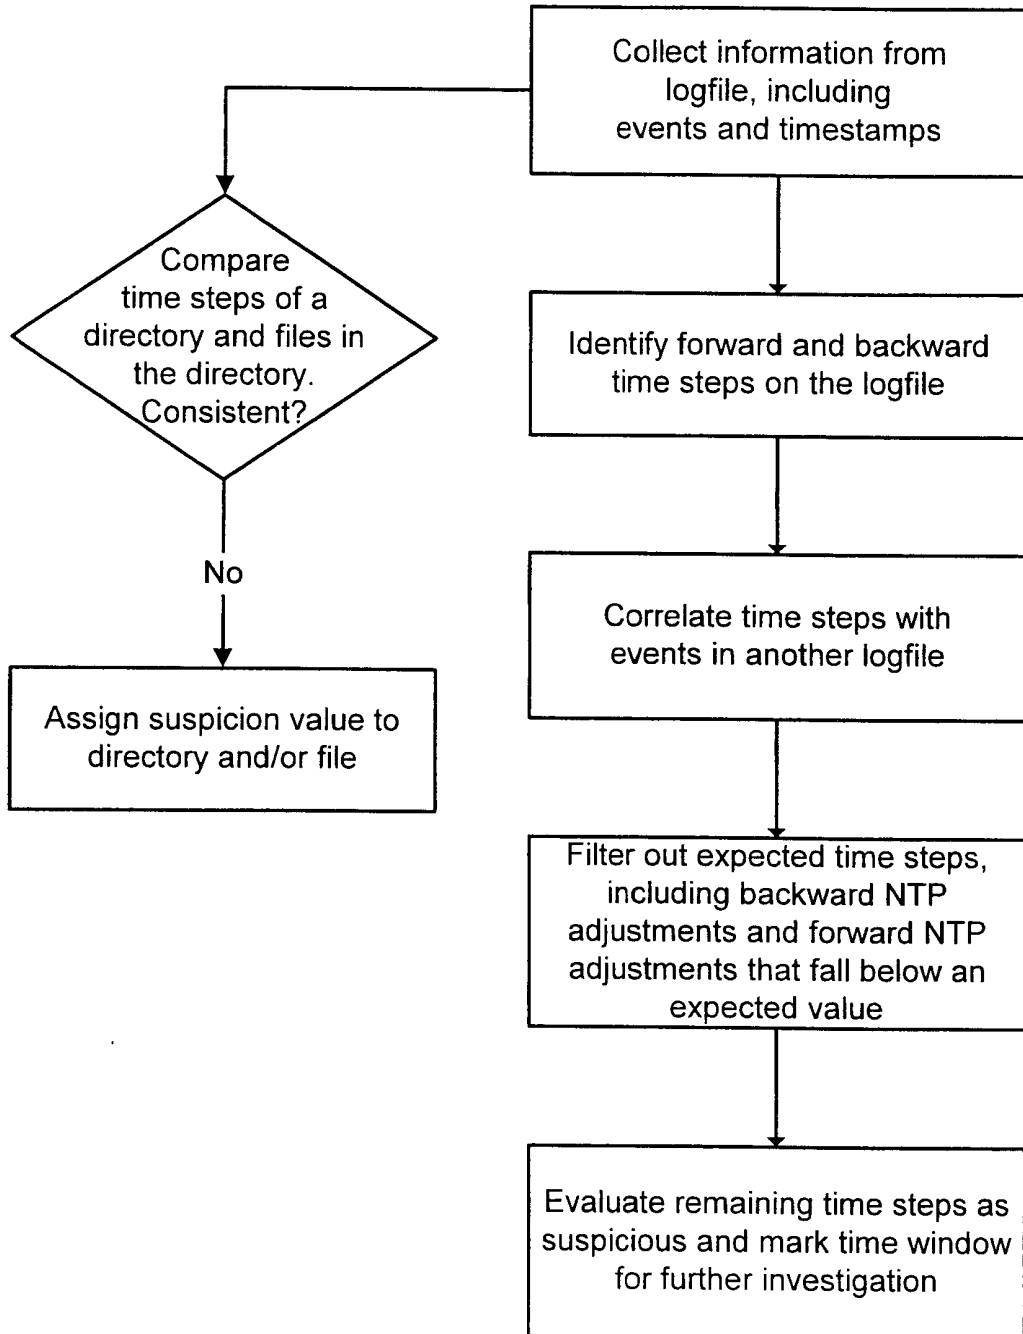 Collect information from
logfile, including
events and timestamps
Compare
time steps of a
directory and files in
the directory.
Consistent?
Identify forward and backward
time steps on the logfile
No
Correlate time steps with
events in another logfile
Assign suspicion value to
directory and/or file
Filter out expected time steps,
including backward NTP
adjustments and forward NTP
adjustments that fall below an
expected value
Evaluate remaining time steps as
suspicious and mark time window
for further investigation